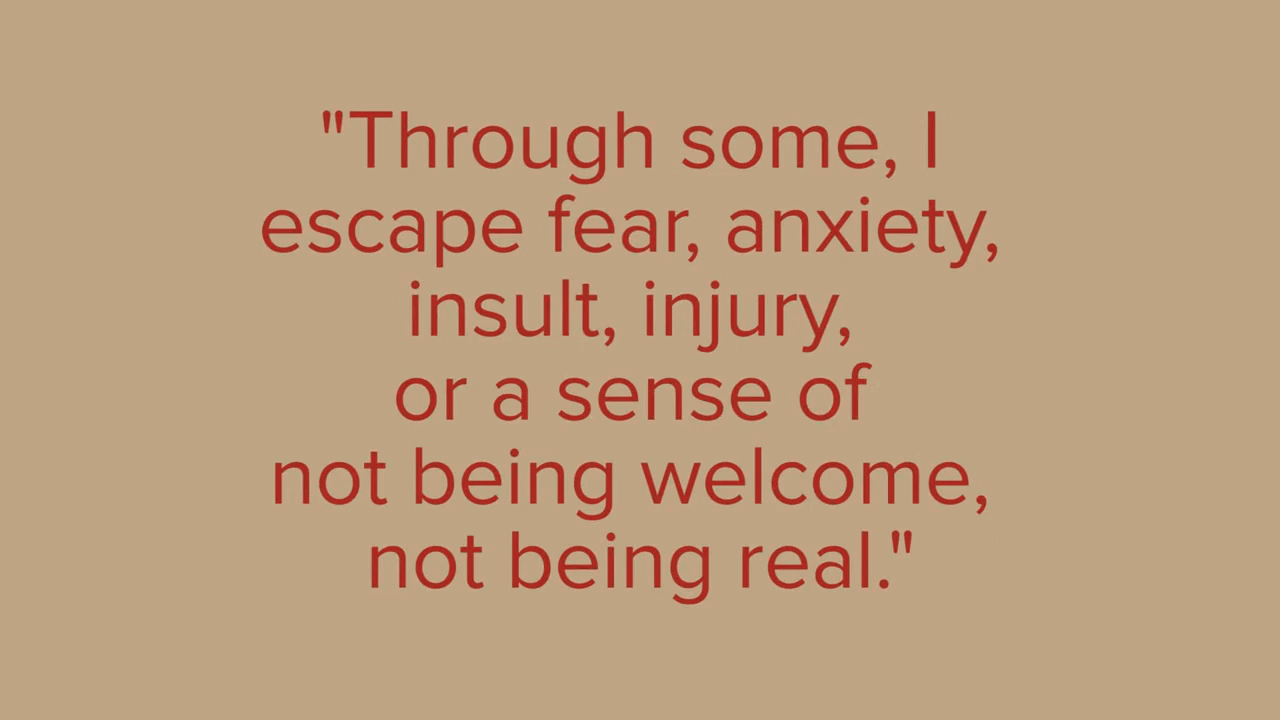 "Through some, I
escape fear, anxiety,
insult, injury,
or a sense of
not being welcome,
not being real."